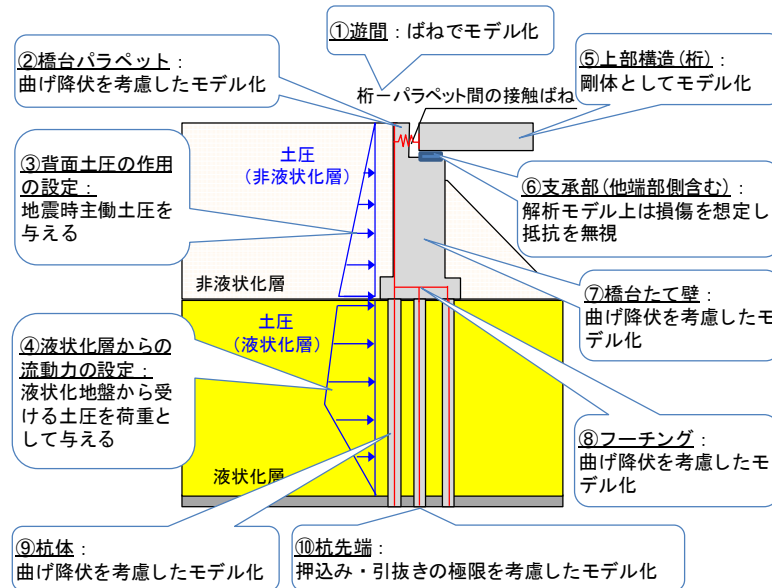 ①遊間：ばねでモデル化
②橋台パラペット：
曲げ降伏を考慮したモデル化
⑤上部構造(桁)：
剛体としてモデル化
桁－パラペット間の接触ばね
③背面土圧の作用
の設定：
地震時主働土圧を
与える
土圧
（非液状化層）
⑥支承部(他端部側含む)：
解析モデル上は損傷を想定し
抵抗を無視
非液状化層
⑦橋台たて壁：
曲げ降伏を考慮したモ
デル化
土圧
（液状化層）
④液状化層からの
流動力の設定：
液状化地盤から受
ける土圧を荷重と
して与える
⑧フーチング：
曲げ降伏を考慮したモ
デル化
液状化層
⑨杭体：
曲げ降伏を考慮したモデル化
⑩杭先端：
押込み・引抜きの極限を考慮したモデル化